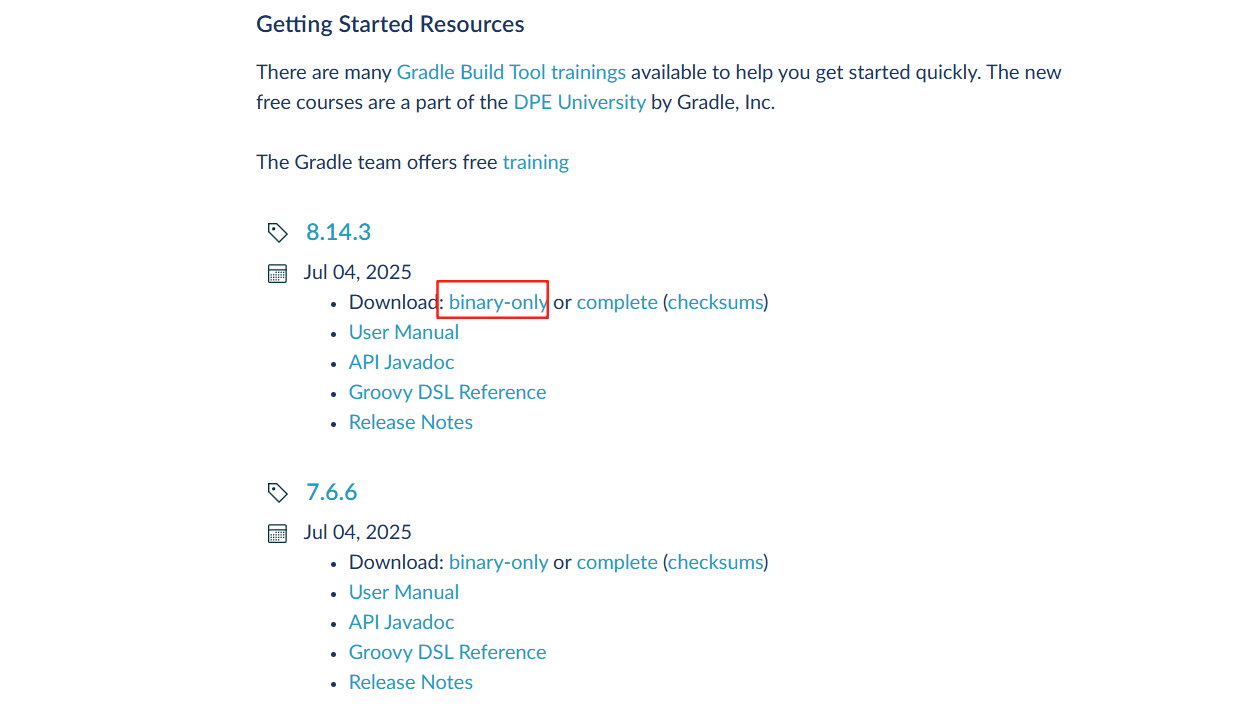 Getting Started Resources
There are many Gradle Build Tool trainings available to help you get started quickly. The new
free courses are a part of the DPE University by Gradle, Inc.
The Gradle team offers free training
8.14.3
Jul 04, 2025
• Download: binary-only or complete (checksums)
• User Manual
• API Javadoc
• Groovy DSL Reference
• Release Notes
7.6.6
Jul 04, 2025
• Download: binary-only or complete (checksums)
• User Manual
• API Javadoc
• Groovy DSL Reference
• Release Notes